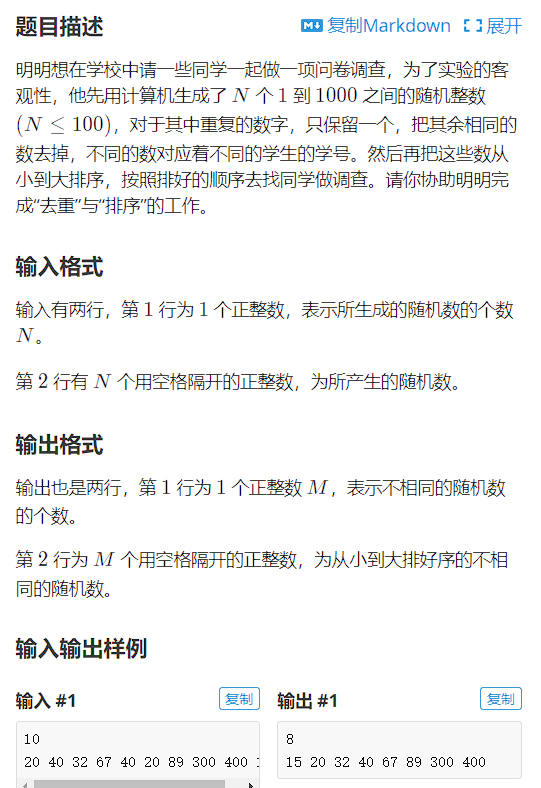 题目描述
复制Markdown
展开
明明想在学校中请一些同学一起做一项问卷调查，为了实验的客
观性，他先用计算机生成了 N 个 1 到 1000 之间的随机整数
(N ≤ 100)，对于其中重复的数字，只保留一个，把其余相同的
数去掉，不同的数对应着不同的学生的学号。然后再把这些数从
小到大排序，按照排好的顺序去找同学做调查。请你协助明明完
成“去重”与“排序”的工作。
输入格式
输入有两行，第 1 行为 1 个正整数，表示所生成的随机数的个数
N。
第 2 行有 N 个用空格隔开的正整数，为所产生的随机数。
输出格式
输出也是两行，第 1 行为 1 个正整数 M，表示不相同的随机数
的个数。
第 2 行为 M 个用空格隔开的正整数，为从小到大排好序的不相
同的随机数。
输入输出样例
输入 #1
复制
10
20 40 32 67 40 20 89 300 400
输出 #1
复制
8
15 20 32 40 67 89 300 400